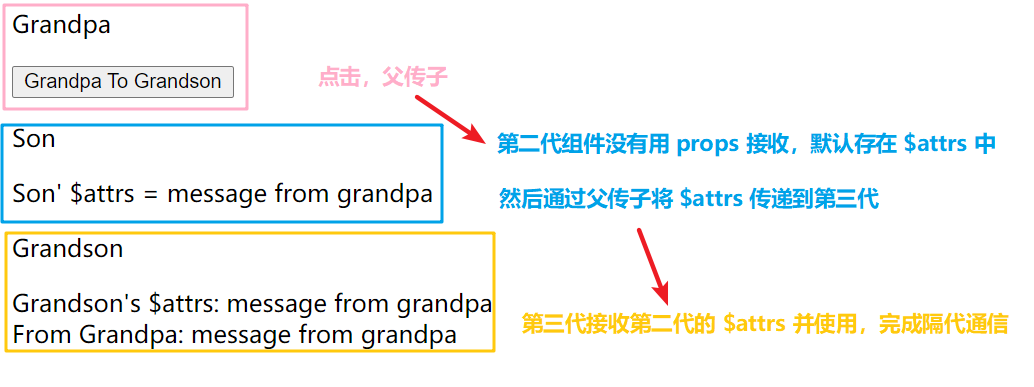 Grandpa
Grandpa To Grandson
点击，父传子
Son
第二代组件没有用 props 接收，默认存在 $attrs 中
Son' $attrs = message from grandpa
然后通过父传子将 $attrs 传递到第三代
Grandson
Grandson's $attrs: message from grandpa
From Grandpa: message from grandpa
第三代接收第二代的 $attrs 并使用，完成隔代通信